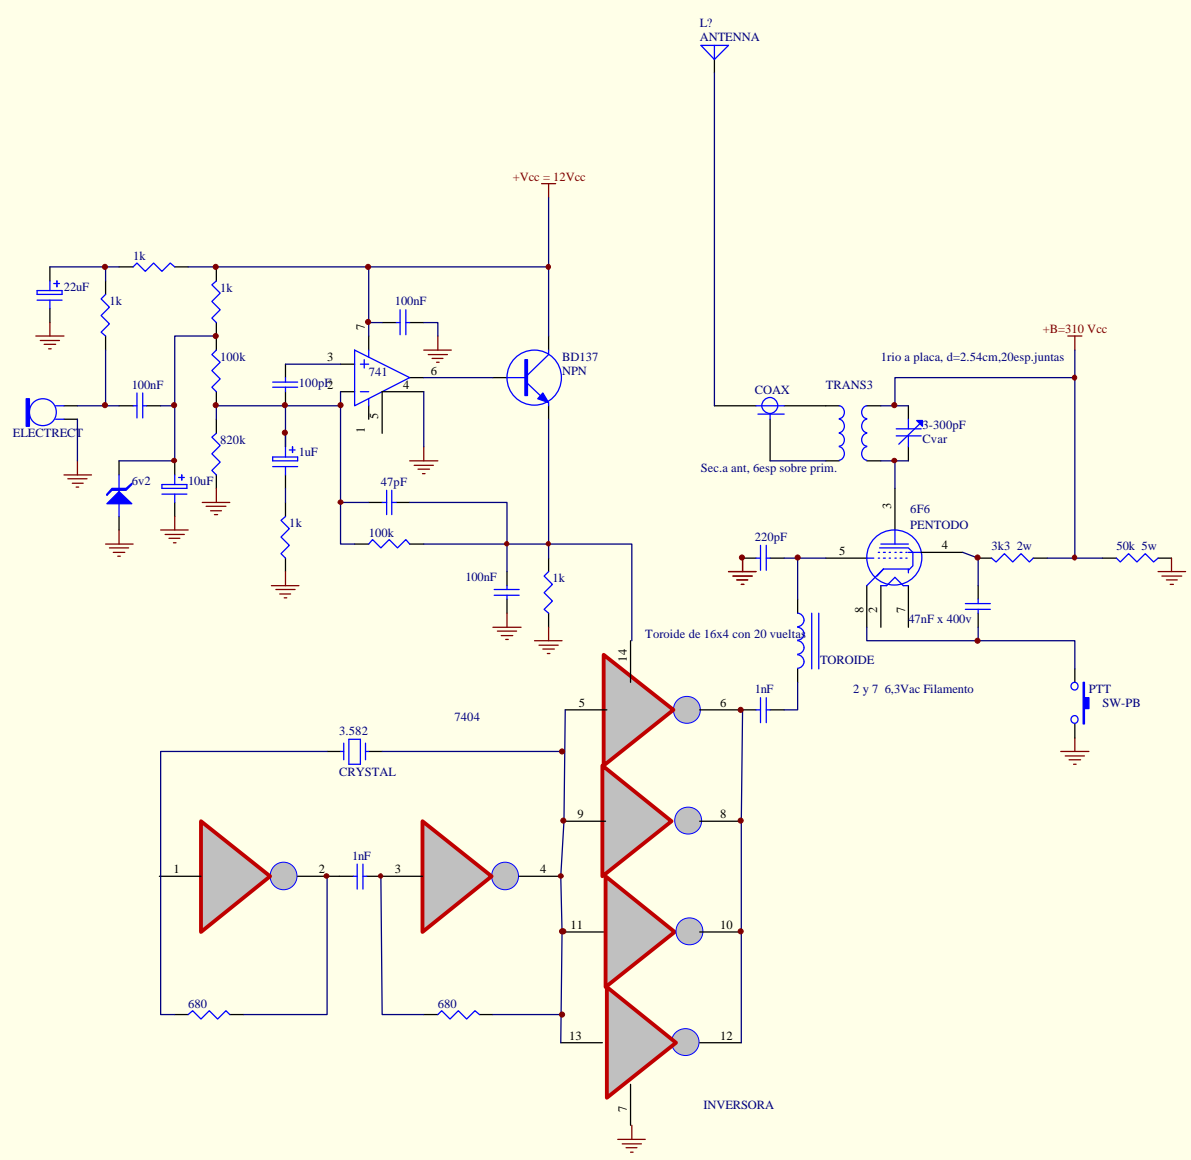 L?
ANTENNA
+Vcc = 12Vcc
1k
22uF
1k
1k
100nF
7
+B=310 Vcc
1rio a placa, d=2.54cm,20esp.juntas
3
BD137
NPN
100k
741
6
100nF
100pF
2
4
COAX
TRANS3
ELECTRECT
5
1
3-300pF
Cvar
820k
1uF
Sec.a ant, 6esp sobre prim.
6v2
10uF
47pF
3
6F6
PENTODO
1k
100k
220pF
5
4
3k3 2w
50k 5w
100nF
1k
8
2
7
47nF x 400v
Toroide de 16x4 con 20 vueltas
14
TOROIDE
2 y 7 6,3Vac Filamento
PTT
SW-PB
1nF
5
6
7404
3.582
CRYSTAL
9
8
1
2
1nF
3
4
11
10
680
680
13
12
7
INVERSORA